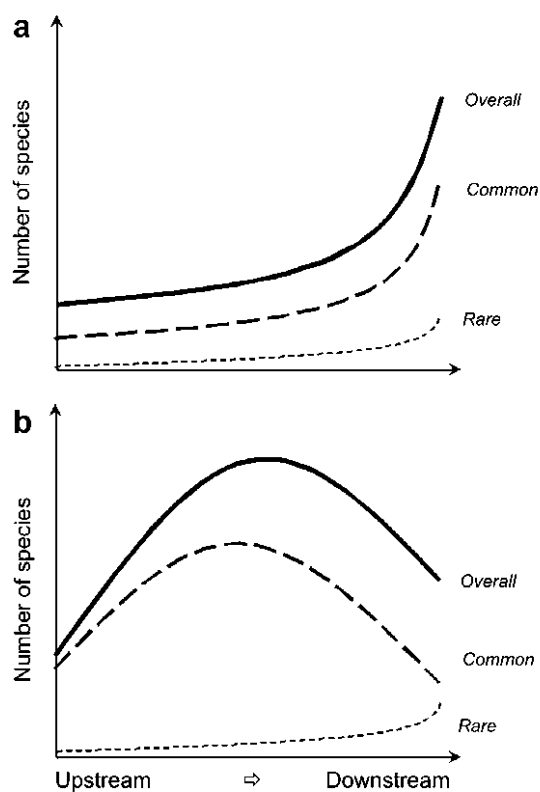 a
Number of species
Overall
Common
Rare
b
Number of species
Overall
Common
Rare
Upstream ⇨ Downstream